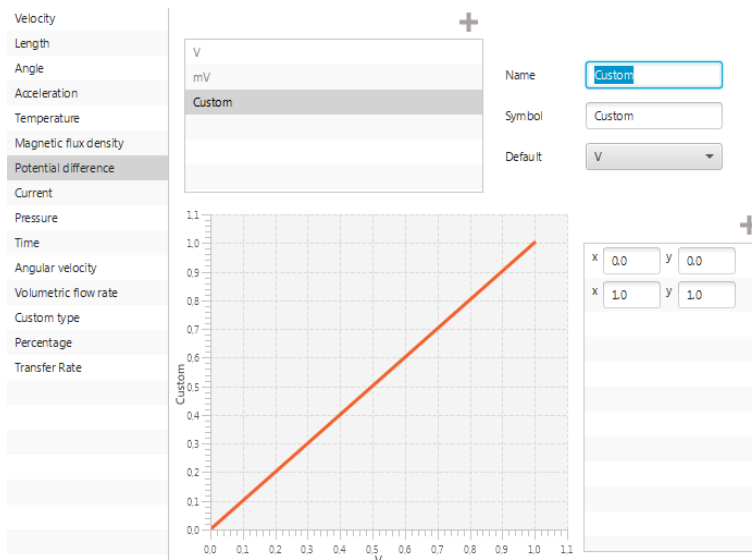 Velocity
Length
Angle
Acceleration
Temperature
Magnetic flux density
Potential difference
Current
Pressure
Time
Angular velocity
Volumetric flow rate
Custom type
Percentage
Transfer Rate
V
mV
Custom
Name Custom
Symbol Custom
Default V
1,1
1,0
0,9
0,8
0,7
0,6
0,5
0,4
0,3
0,2
0,1
0,0
Custom
0,0 0,1 0,2 0,3 0,4 0,5 0,6 0,7 0,8 0,9 1,0 1,1
V
x 0.0 y 0.0
x 1.0 y 1.0